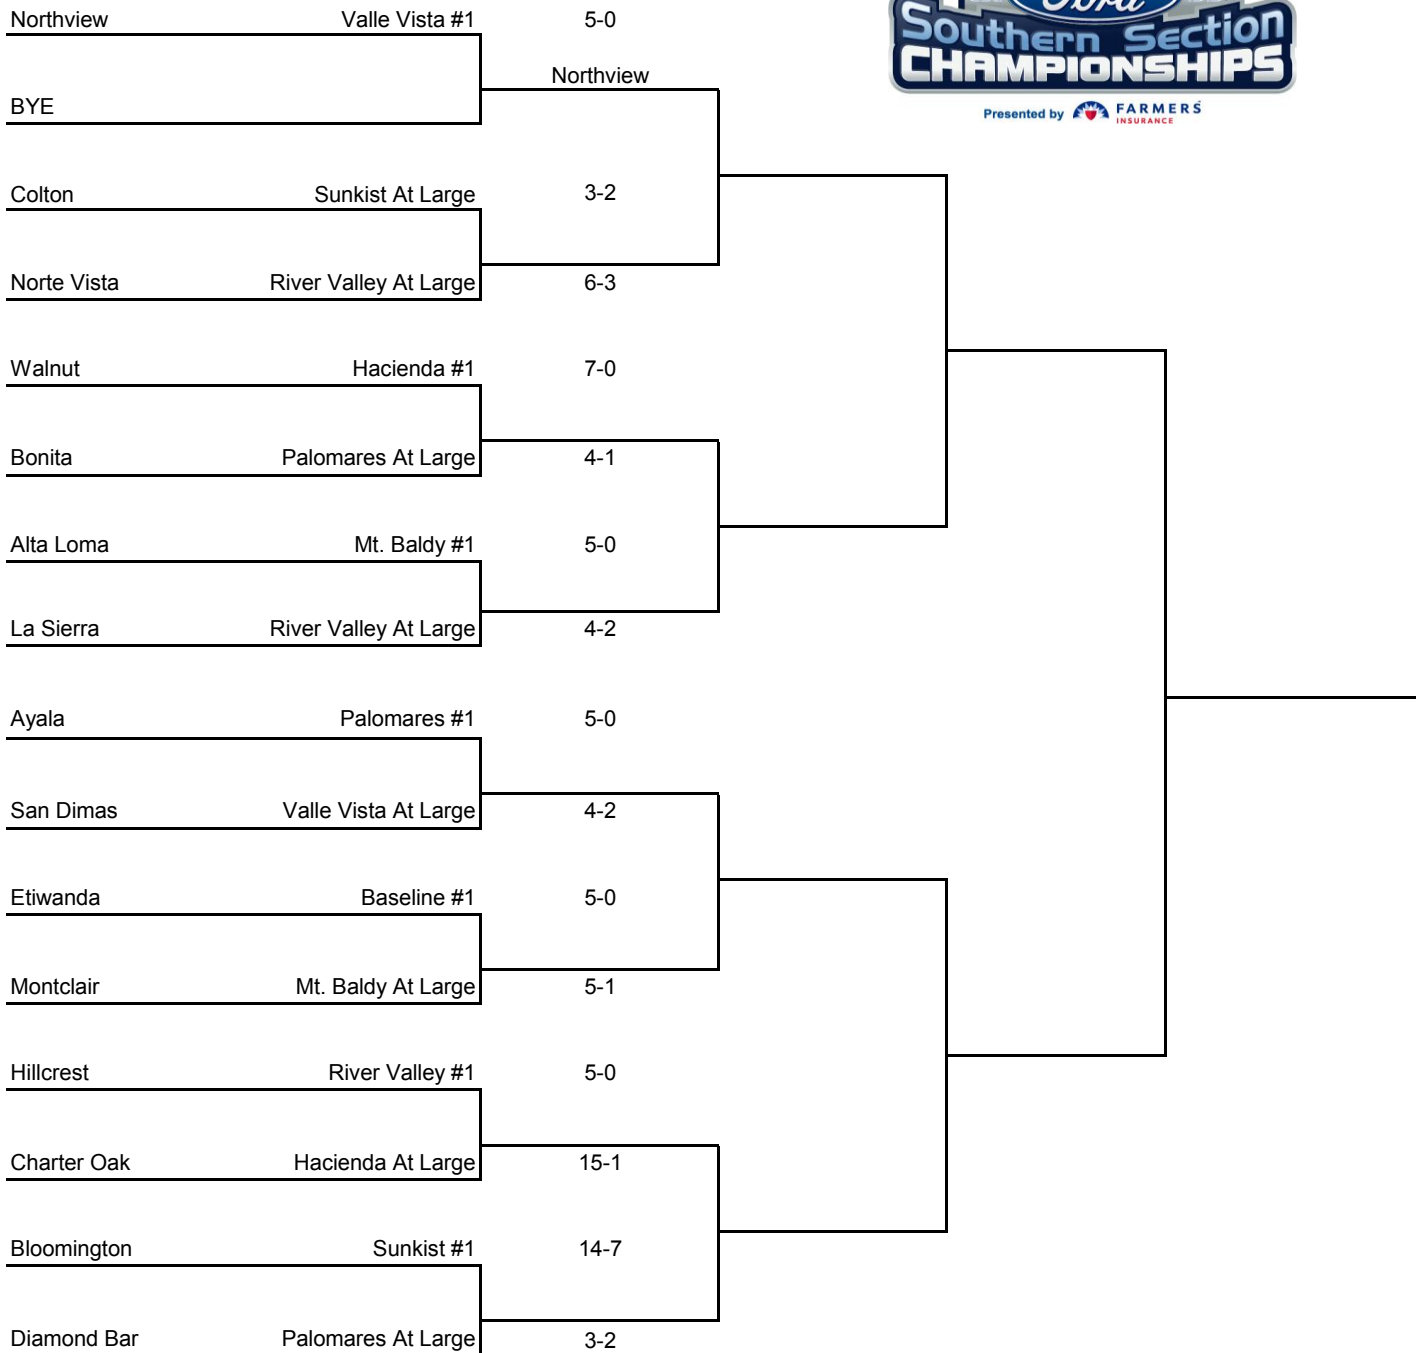 Northview Valle Vista #1 5-0
Ford
Southern Section
CHAMPIONSHIPS
Presented by FARMERS
INSURANCE
Northview
BYE
Colton Sunkist At Large 3-2
Norte Vista River Valley At Large 6-3
Walnut Hacienda #1 7-0
Bonita Palomares At Large 4-1
Alta Loma Mt. Baldy #1 5-0
La Sierra River Valley At Large 4-2
Ayala Palomares #1 5-0
San Dimas Valle Vista At Large 4-2
Etiwanda Baseline #1 5-0
Montclair Mt. Baldy At Large 5-1
Hillcrest River Valley #1 5-0
Charter Oak Hacienda At Large 15-1
Bloomington Sunkist #1 14-7
Diamond Bar Palomares At Large 3-2